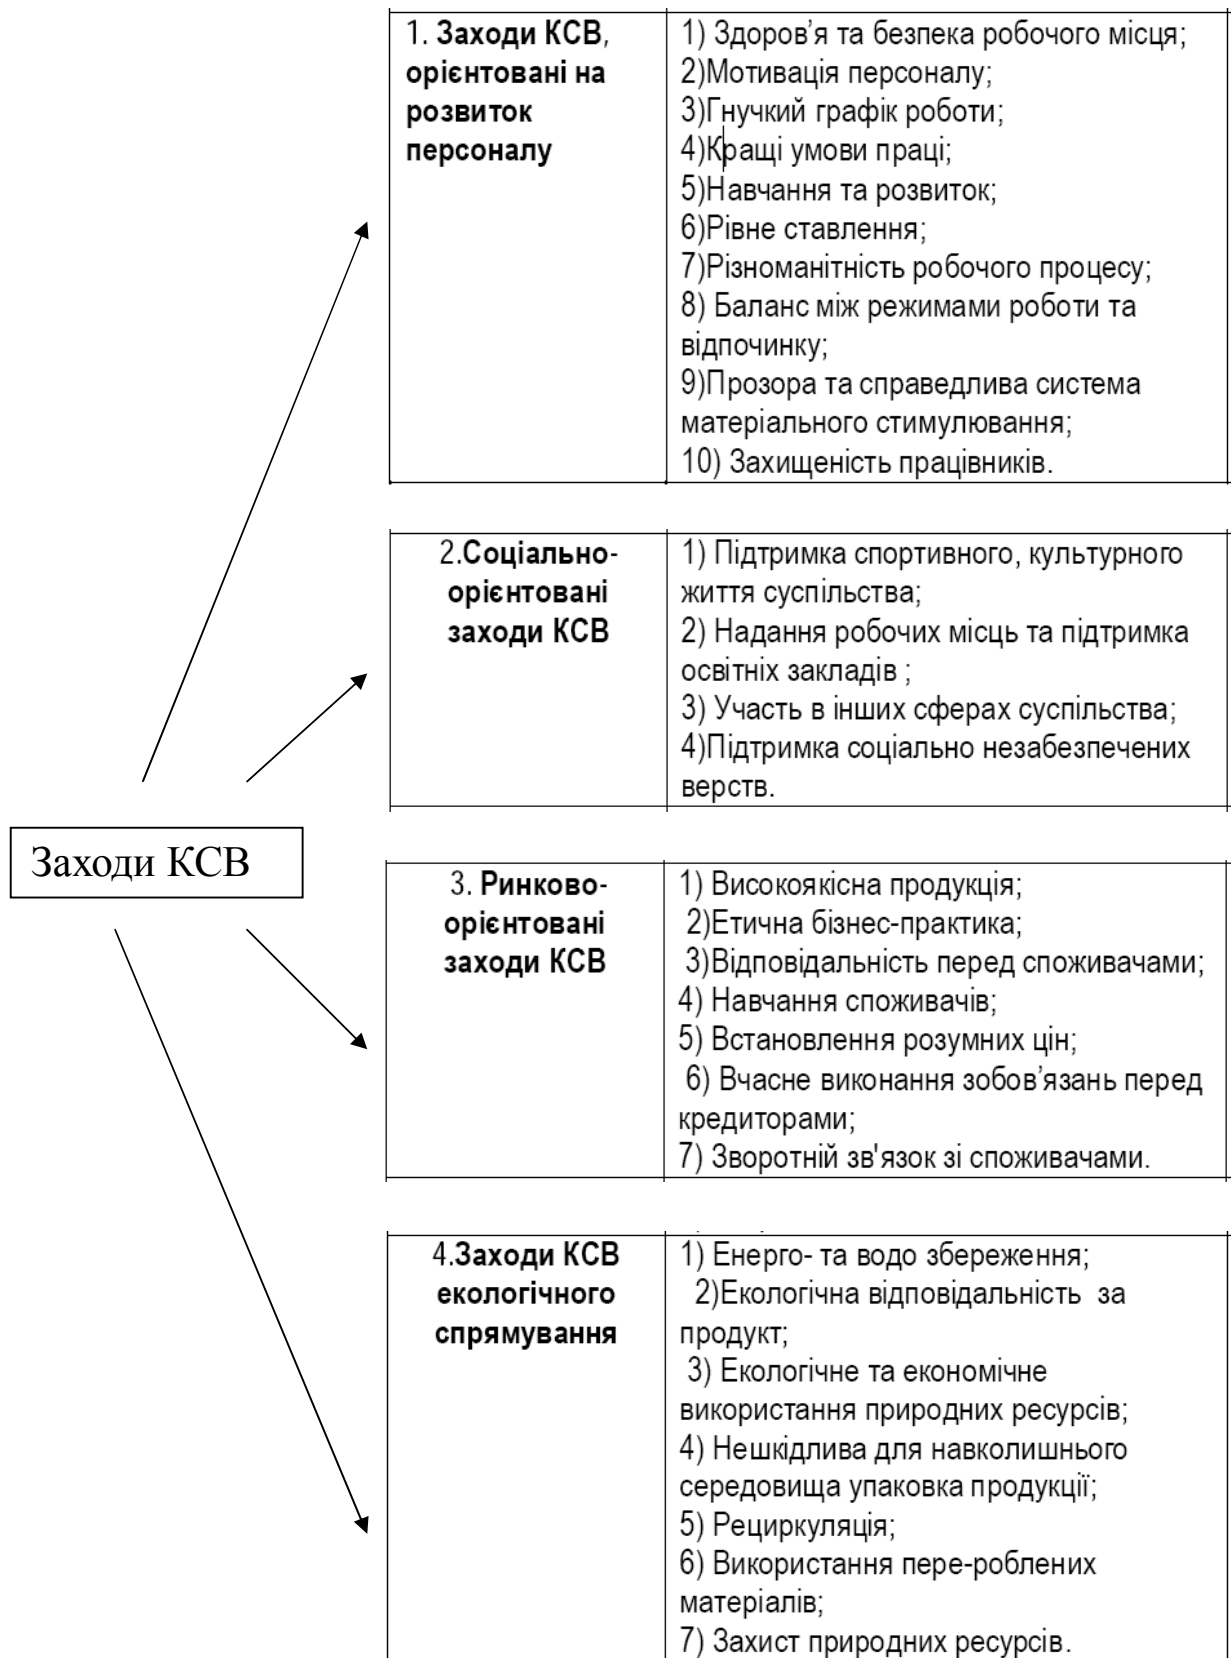 1. Заходи КСВ,
орієнтовані на
розвиток
персоналу
1) Здоров’я та безпека робочого місця;
2)Мотивація персоналу;
3)Гнучкий графік роботи;
4)Кращі умови праці;
5)Навчання та розвиток;
6)Рівне ставлення;
7)Різноманітність робочого процесу;
8) Баланс між режимами роботи та
відпочинку;
9)Прозора та справедлива система
матеріального стимулювання;
10) Захищеність працівників.
2.Соціально-
орієнтовані
заходи КСВ
1) Підтримка спортивного, культурного
життя суспільства;
2) Надання робочих місць та підтримка
освітніх закладів ;
3) Участь в інших сферах суспільства;
4)Підтримка соціально незабезпечених
верств.
Заходи КСВ
3. Ринково-
орієнтовані
заходи КСВ
1) Високоякісна продукція;
2)Етична бізнес-практика;
3)Відповідальність перед споживачами;
4) Навчання споживачів;
5) Встановлення розумних цін;
6) Вчасне виконання зобов’язань перед
кредиторами;
7) Зворотній зв'язок зі споживачами.
4.Заходи КСВ
екологічного
спрямування
1) Енерго- та водо збереження;
2)Екологічна відповідальність за
продукт;
3) Екологічне та економічне
використання природних ресурсів;
4) Нешкідлива для навколишнього
середовища упаковка продукції;
5) Рециркуляція;
6) Використання пере-роблених
матеріалів;
7) Захист природних ресурсів.